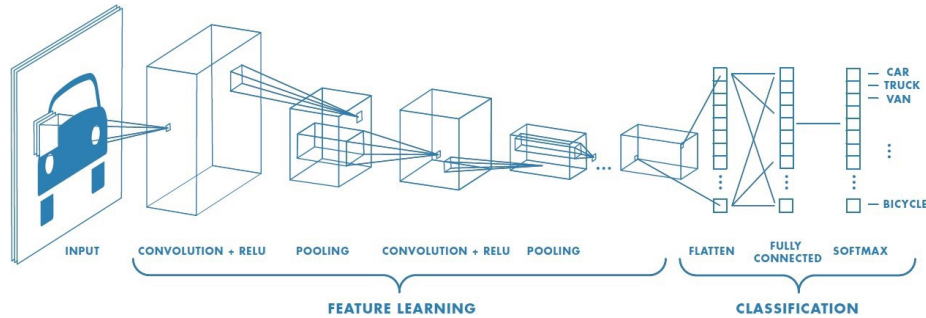 CAR
TRUCK
VAN
BICYCLE
INPUT
CONVOLUTION + RELU
POOLING
CONVOLUTION + RELU
POOLING
FLATTEN
FULLY
CONNECTED
SOFTMAX
FEATURE LEARNING
CLASSIFICATION